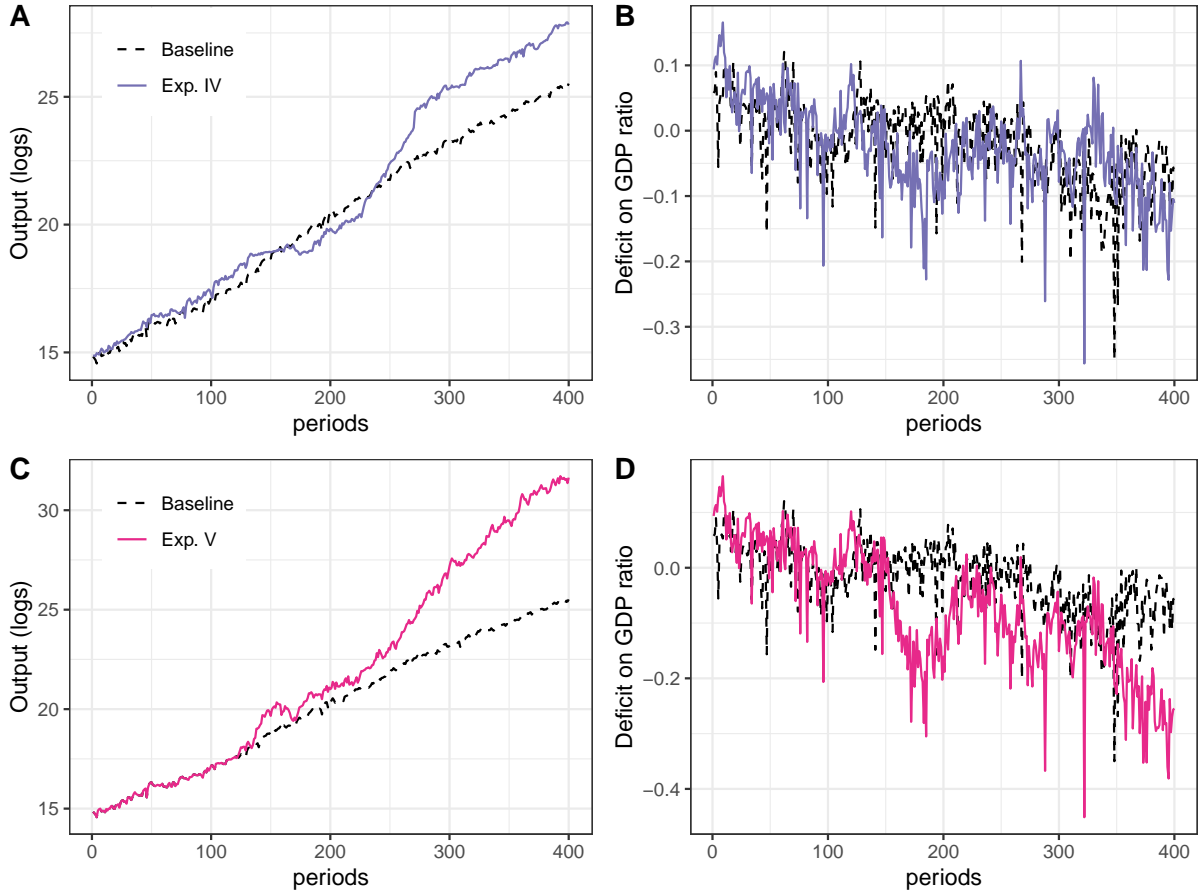 A
Output (logs)
25
20
15
Baseline
Exp. IV
0 100 200 300 400
periods
B
Deficit on GDP ratio
0.1
0.0
−0.1
−0.2
−0.3
0 100 200 300 400
periods
C
Output (logs)
30
25
20
15
Baseline
Exp. V
0 100 200 300 400
periods
D
Deficit on GDP ratio
0.0
−0.2
−0.4
0 100 200 300 400
periods